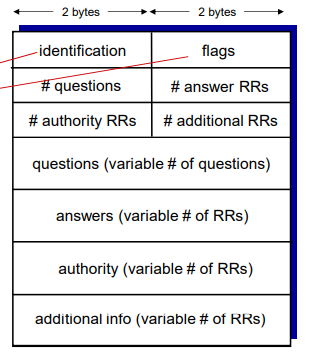 2 bytes 2 bytes
identification flags
# questions # answer RRs
# authority RRs # additional RRs
questions (variable # of questions)
answers (variable # of RRs)
authority (variable # of RRs)
additional info (variable # of RRs)